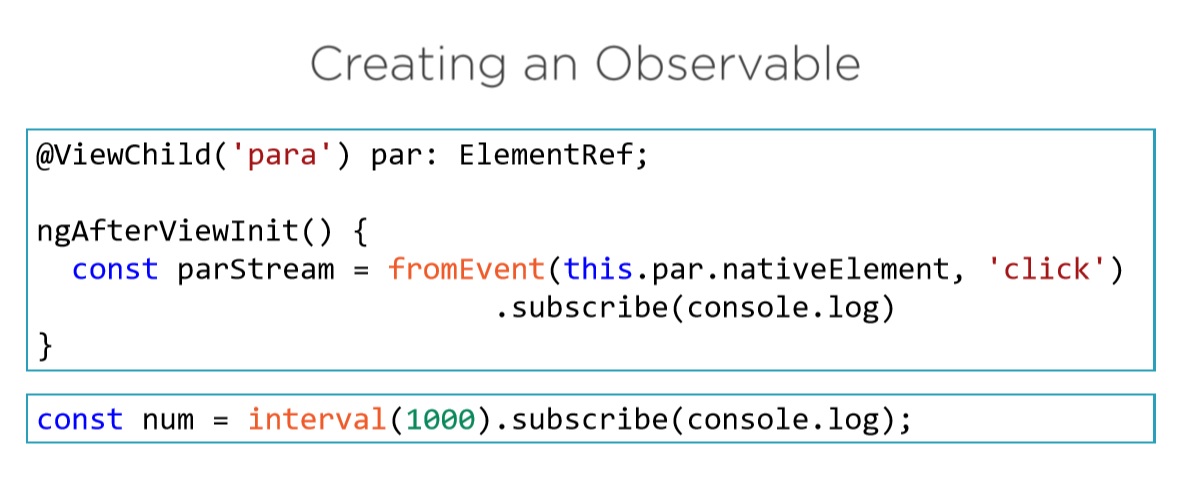 Creating an Observable
@ViewChild('para') par: ElementRef;
ngAfterViewInit() {
  const parStream = fromEvent(this.par.nativeElement, 'click')
                          .subscribe(console.log)
}
const num = interval(1000).subscribe(console.log);